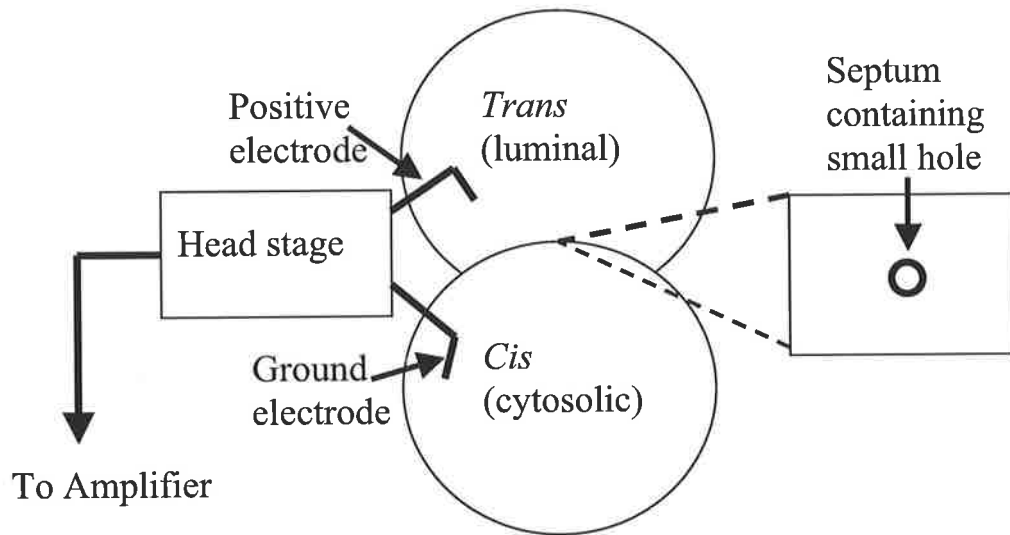 Positive
electrode
Trans
(luminal)
Septum
containing
small hole
Head stage
Ground
electrode
Cis
(cytosolic)
To Amplifier